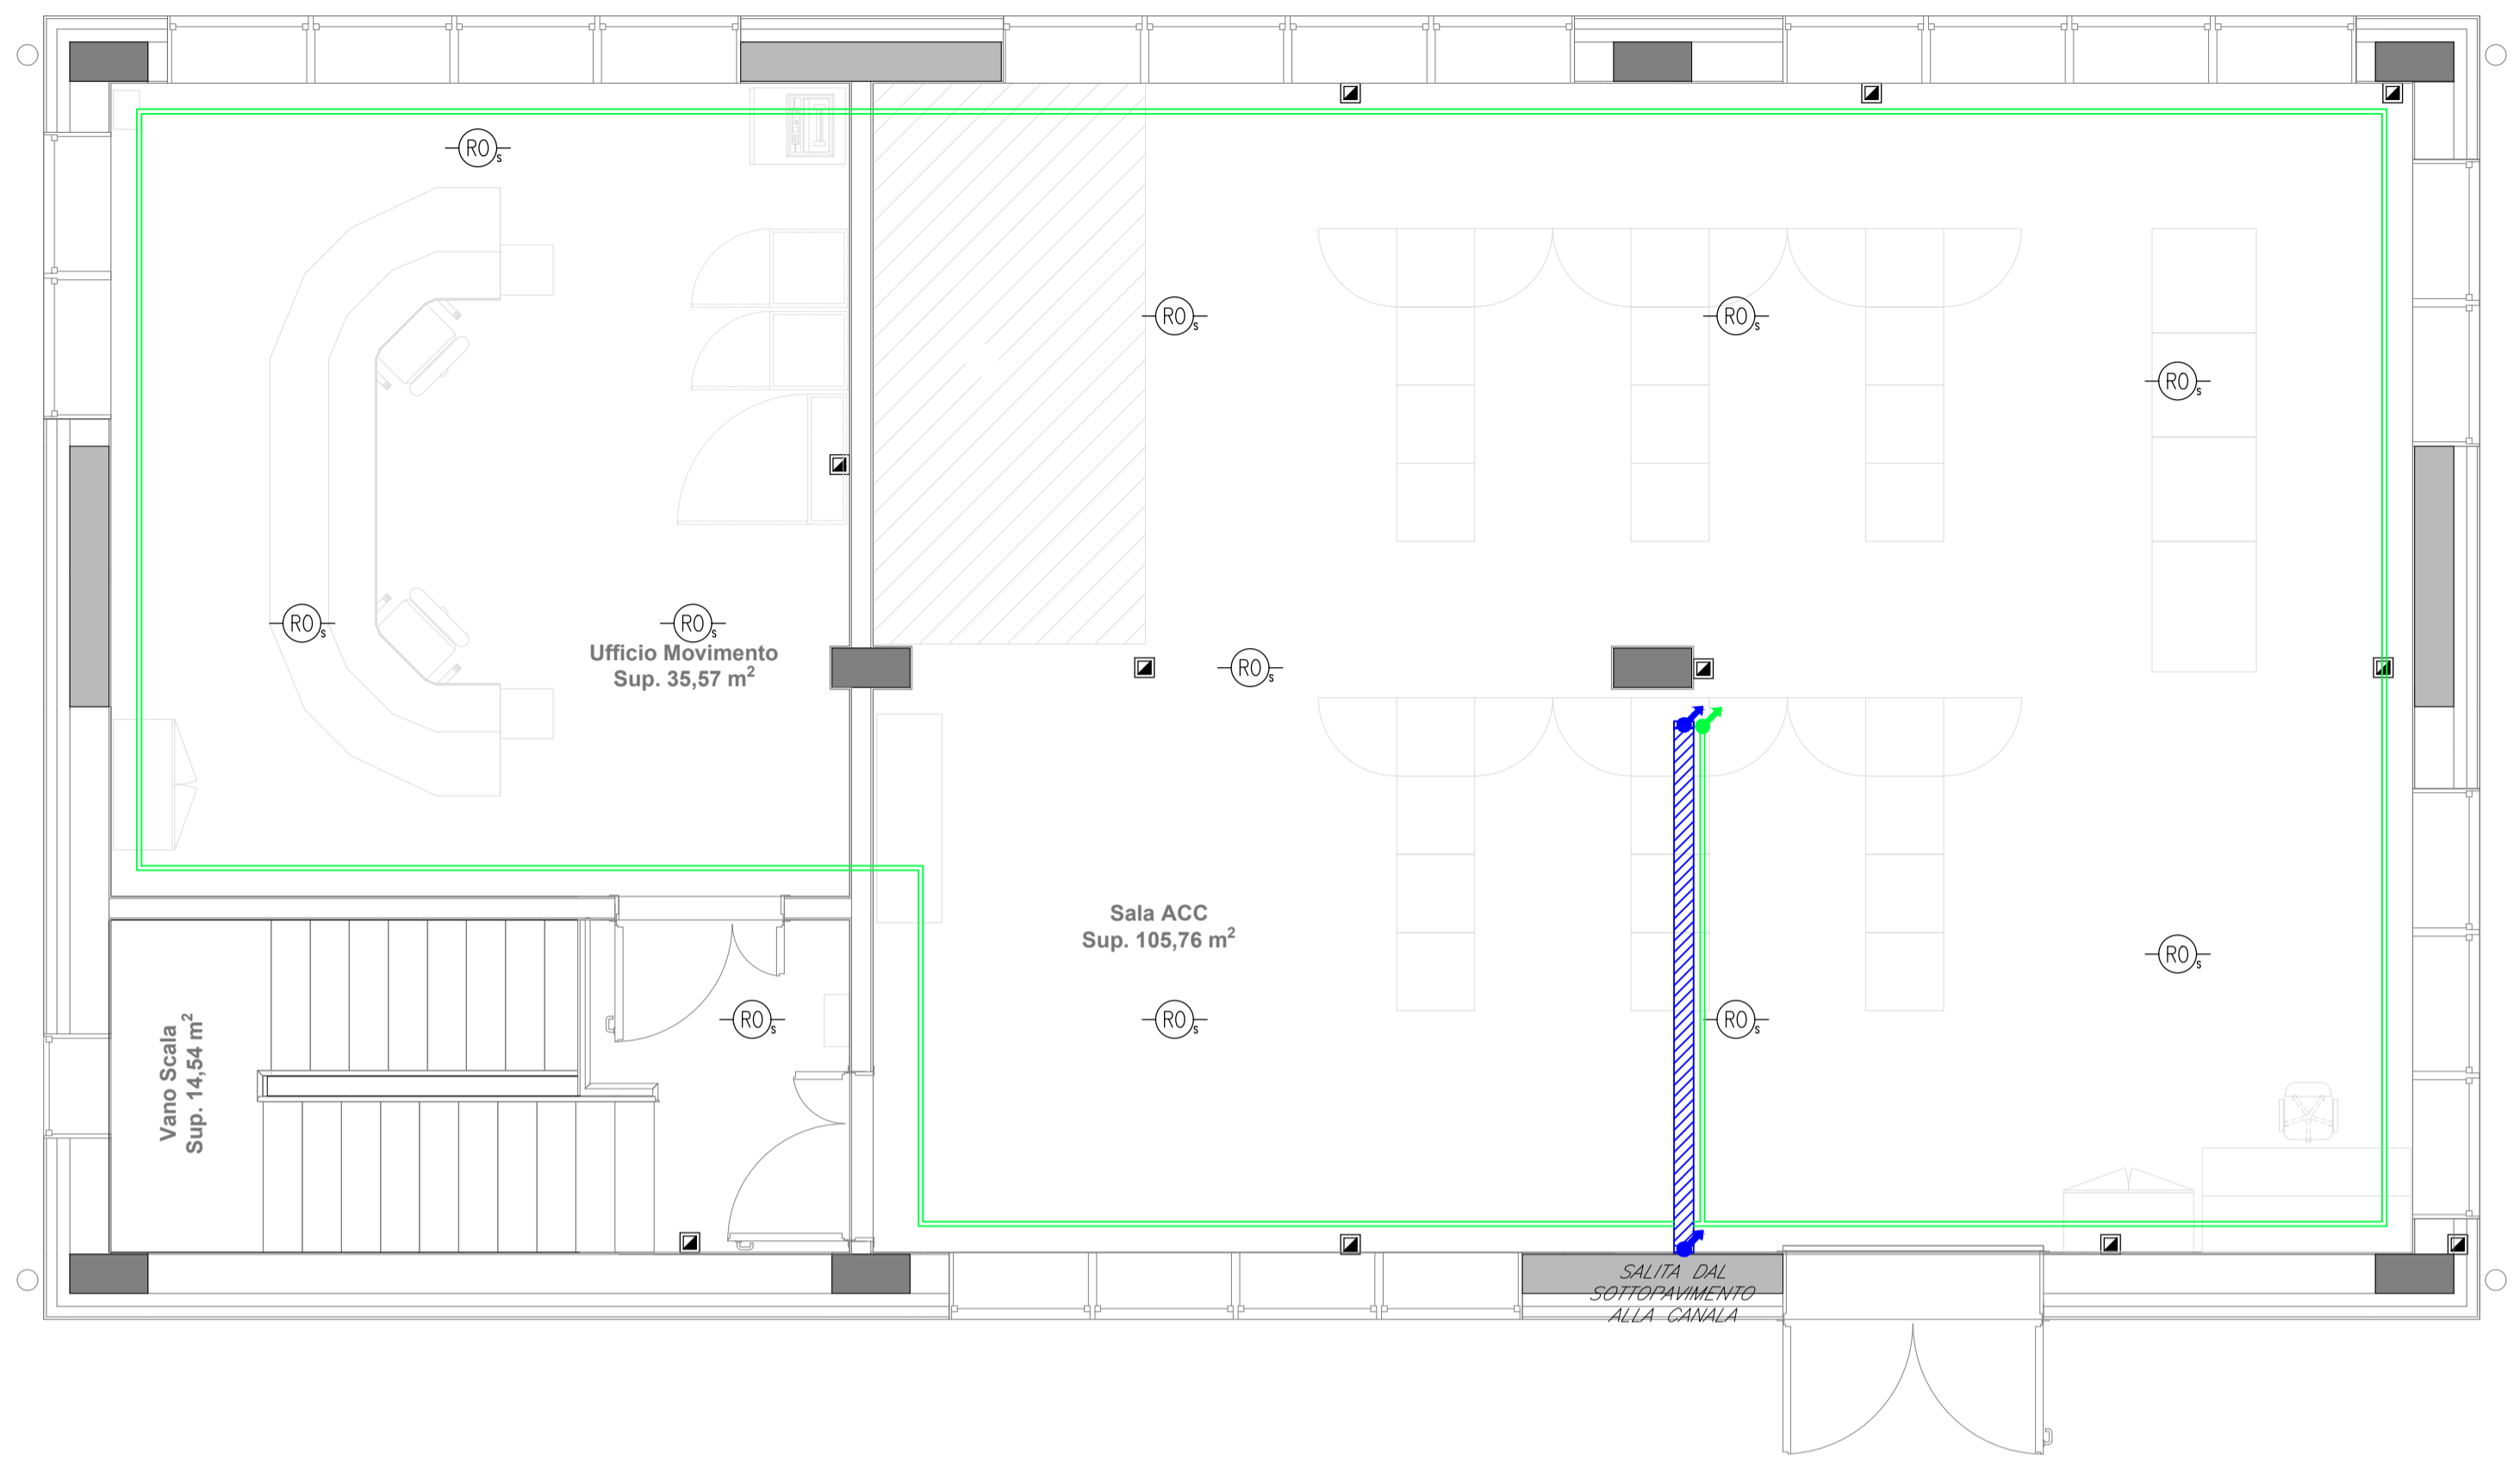 RO s
RO s
RO s
RO s
RO s
RO s
Ufficio Movimento
Sup. 35,57 m²
RO s
Sala ACC
Sup. 105,76 m²
RO s
Vano Scala
Sup. 14,54 m²
RO s
RO s
RO s
SALITA DAL
SOTTOPAVIMENTO
ALLA CANALA